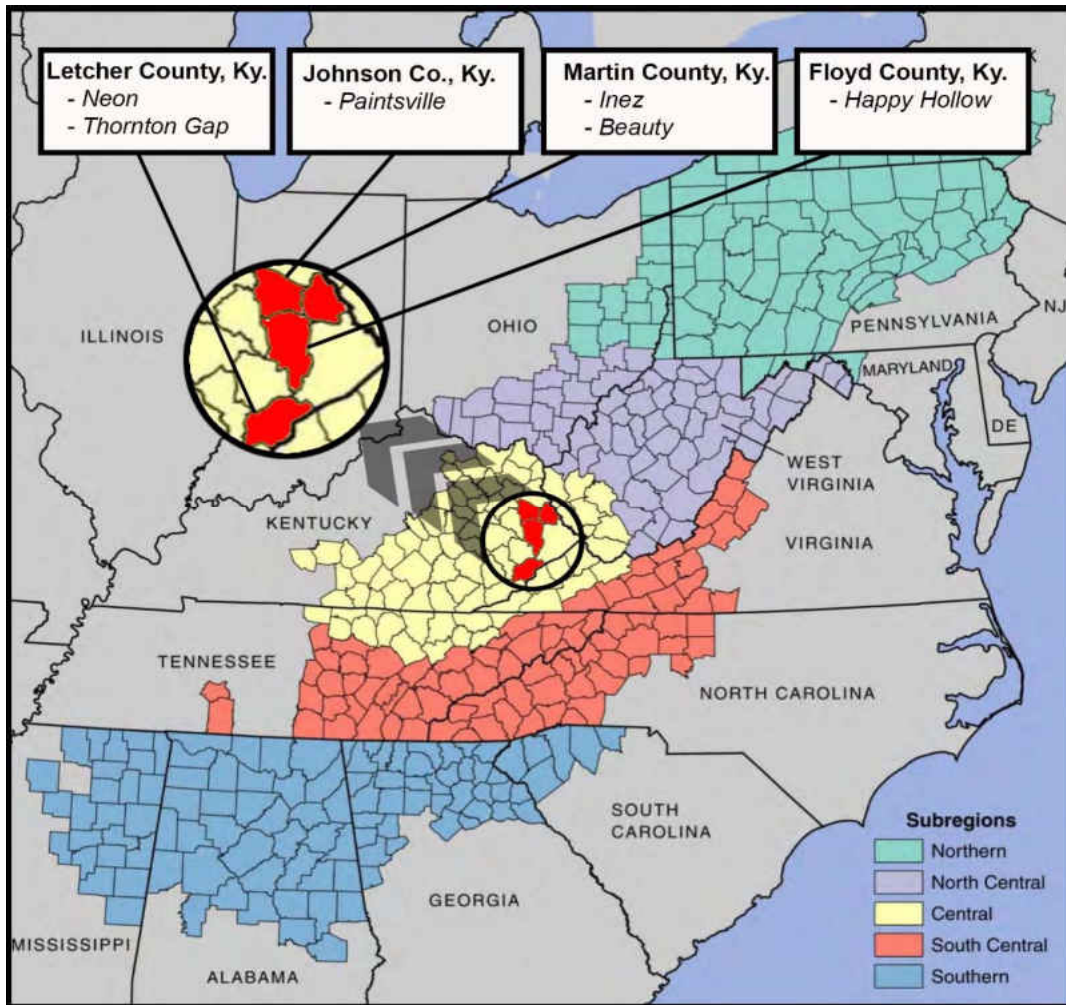 Letcher County, Ky.
- Neon
- Thornton Gap
Johnson Co., Ky.
- Paintsville
Martin County, Ky.
- Inez
- Beauty
Floyd County, Ky.
- Happy Hollow
ILLINOIS
OHIO
PENNSYLVANIA
NJ
MARYLAND
DE
WEST
VIRGINIA
KENTUCKY
VIRGINIA
TENNESSEE
NORTH CAROLINA
SOUTH
CAROLINA
GEORGIA
MISSISSIPPI
ALABAMA
Subregions
Northern
North Central
Central
South Central
Southern